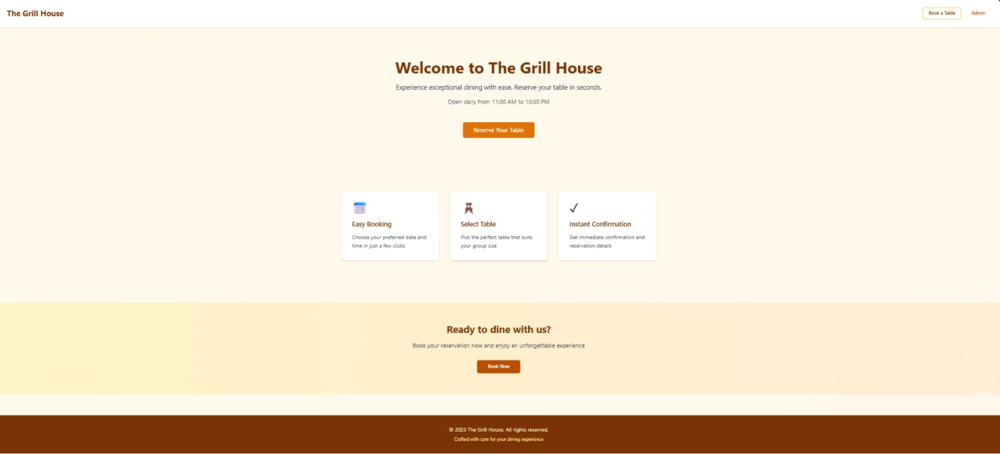 The Grill House
Book a Table
Admin
Welcome to The Grill House
Experience exceptional dining with ease. Reserve your table in seconds.
Open daily from 11:00 AM to 10:00 PM
Reserve Your Table
Easy Booking
Choose your preferred date and
time in just a few clicks
Select Table
Pick the perfect table that suits
your group size
Instant Confirmation
Get immediate confirmation and
reservation details
Ready to dine with us?
Book your reservation now and enjoy an unforgettable experience
Book Now
© 2025 The Grill House. All rights reserved.
Crafted with care for your dining experience